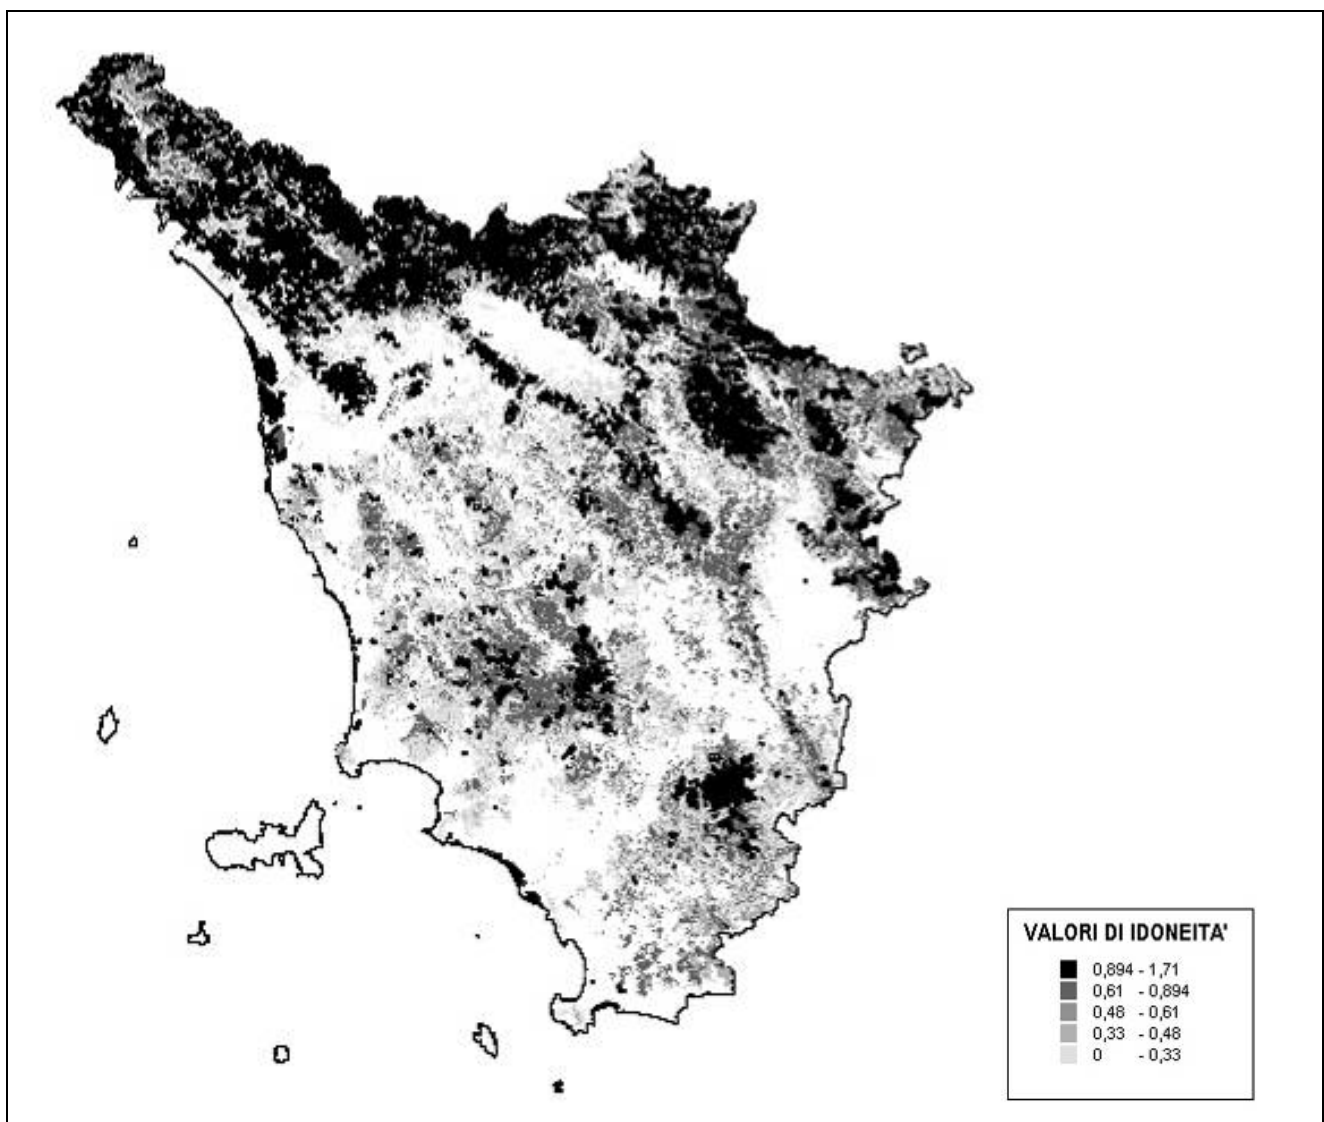 VALORI DI IDONEITA'
0,894 - 1,71
0,61 - 0,894
0,48 - 0,61
0,33 - 0,48
0 - 0,33